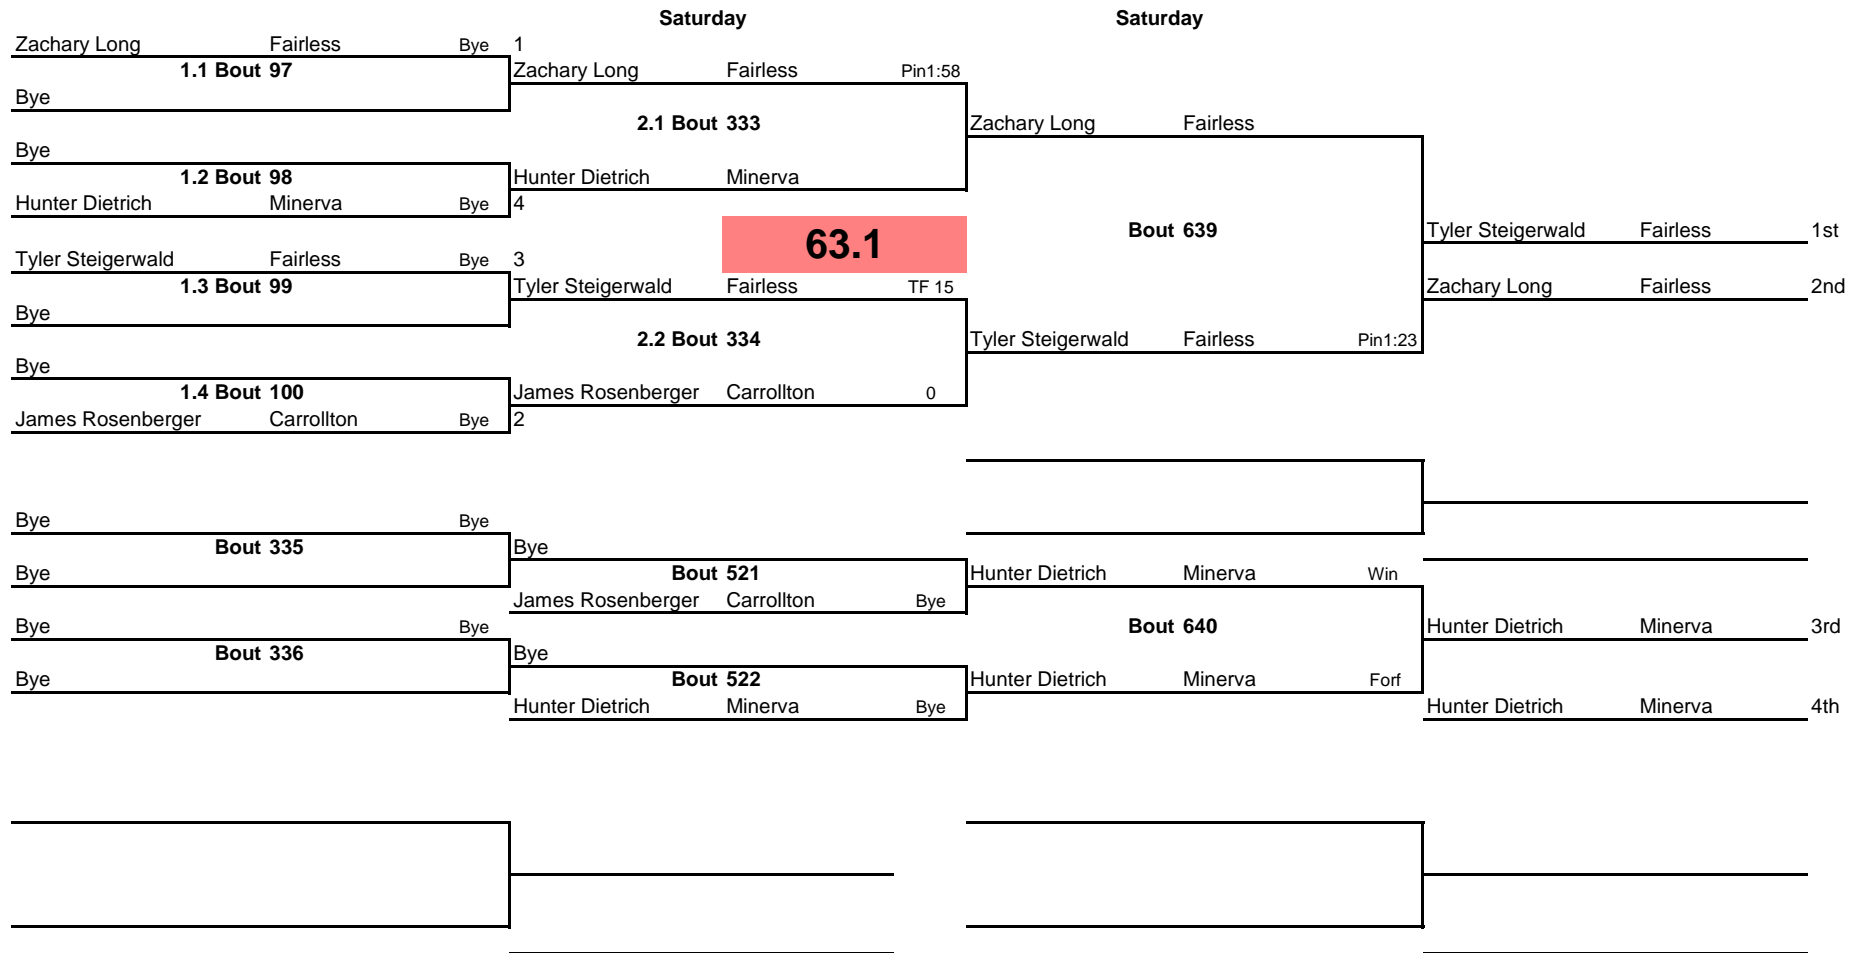 Saturday Saturday
Zachary Long Fairless Bye 1
1.1 Bout 97 Zachary Long Fairless Pin1:58
Bye
2.1 Bout 333 Zachary Long Fairless
Bye
1.2 Bout 98 Hunter Dietrich Minerva
Hunter Dietrich Minerva Bye 4
63.1 Bout 639 Tyler Steigerwald Fairless 1st
Tyler Steigerwald Fairless Bye 3
1.3 Bout 99 Tyler Steigerwald Fairless TF 15 Zachary Long Fairless 2nd
Bye
2.2 Bout 334 Tyler Steigerwald Fairless Pin1:23
Bye
1.4 Bout 100 James Rosenberger Carrollton 0
James Rosenberger Carrollton Bye 2
Bye Bye
Bout 335 Bye
Bye Bout 521 Hunter Dietrich Minerva Win
James Rosenberger Carrollton Bye
Bye Bye Bout 640 Hunter Dietrich Minerva 3rd
Bout 336 Bye
Bye Bout 522 Hunter Dietrich Minerva Forf
Hunter Dietrich Minerva Bye Hunter Dietrich Minerva 4th